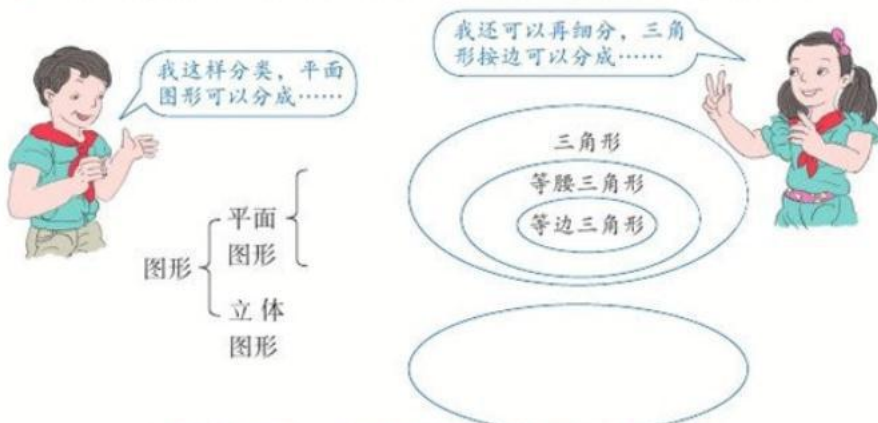 我这样分类，平面
图形可以分成……
我还可以再细分，三角
形按边可以分成……
三角形
等腰三角形
等边三角形
图形
平面
图形
立体
图形